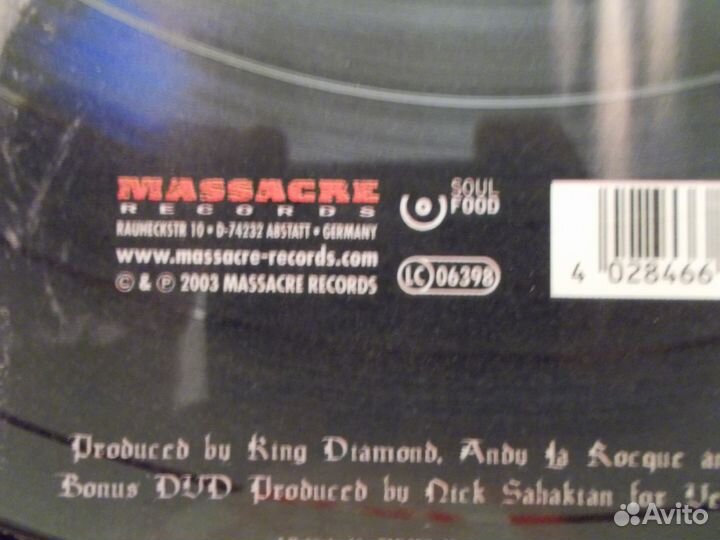 MASSACRE
RECORDS
RAUHECKSTR 10 • D-74232 ABSTATT • GERMANY
www.massacre-records.com
© & ℗ 2003 MASSACRE RECORDS
SOUL
FOOD
LC 06398
4 028466
Produced by King Diamond, Andy La Rocque
Bonus DVD Produced by Nick Sahakian for
Avito